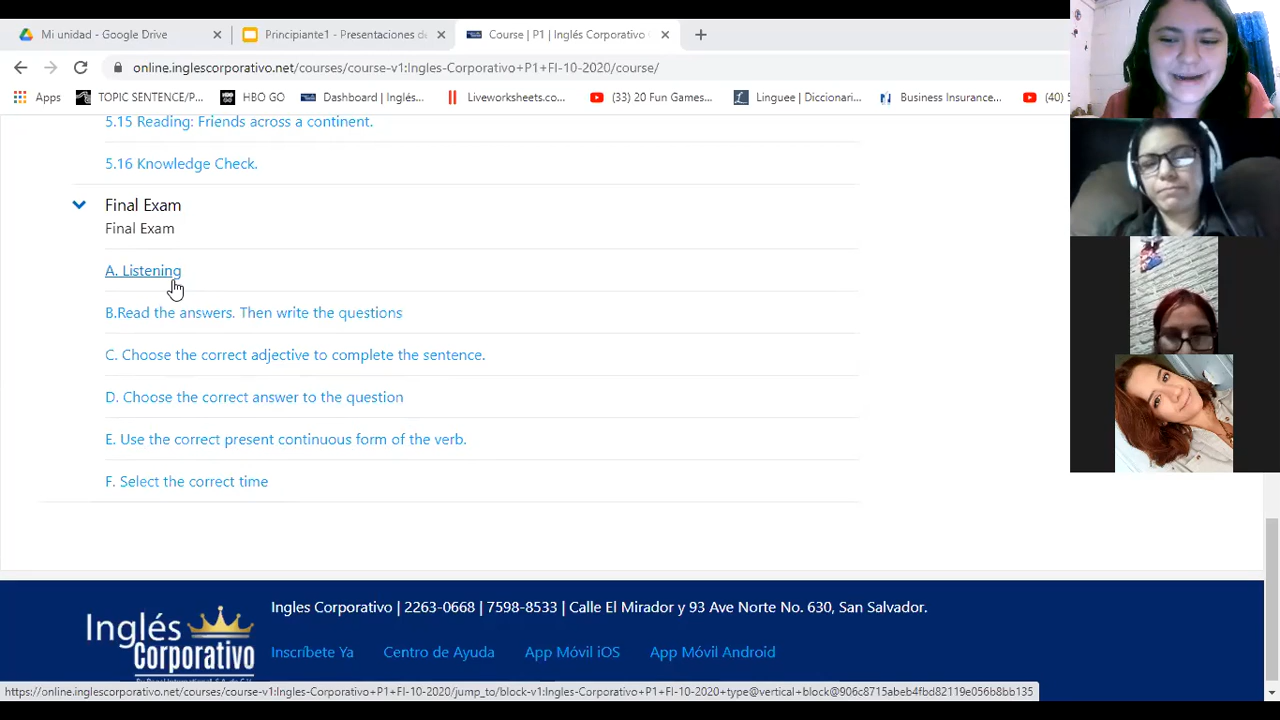 Mi unidad - Google Drive
Principiante1 - Presentaciones de
Course | P1 | Inglés Corporativo
online.inglescorporativo.net/courses/course-v1:Ingles-Corporativo+P1+FI-10-2020/course/
Apps
TOPIC SENTENCE/P...
HBO GO
Dashboard | Inglés...
Liveworksheets.co...
(33) 20 Fun Games...
Linguee | Diccionari...
Business Insurance...
(40) 5
5.15 Reading: Friends across a continent.
5.16 Knowledge Check.
Final Exam
Final Exam
A. Listening
B.Read the answers. Then write the questions
C. Choose the correct adjective to complete the sentence.
D. Choose the correct answer to the question
E. Use the correct present continuous form of the verb.
F. Select the correct time
Inglés
Corporativo
Ingles Corporativo | 2263-0668 | 7598-8533 | Calle El Mirador y 93 Ave Norte No. 630, San Salvador.
Inscríbete Ya
Centro de Ayuda
App Móvil iOS
App Móvil Android
https://online.inglescorporativo.net/courses/course-v1:Ingles-Corporativo+P1+FI-10-2020/jump_to/block-v1:Ingles-Corporativo+P1+FI-10-2020+type@vertical+block@906c8715abeb4fbd82119e056b8bb135